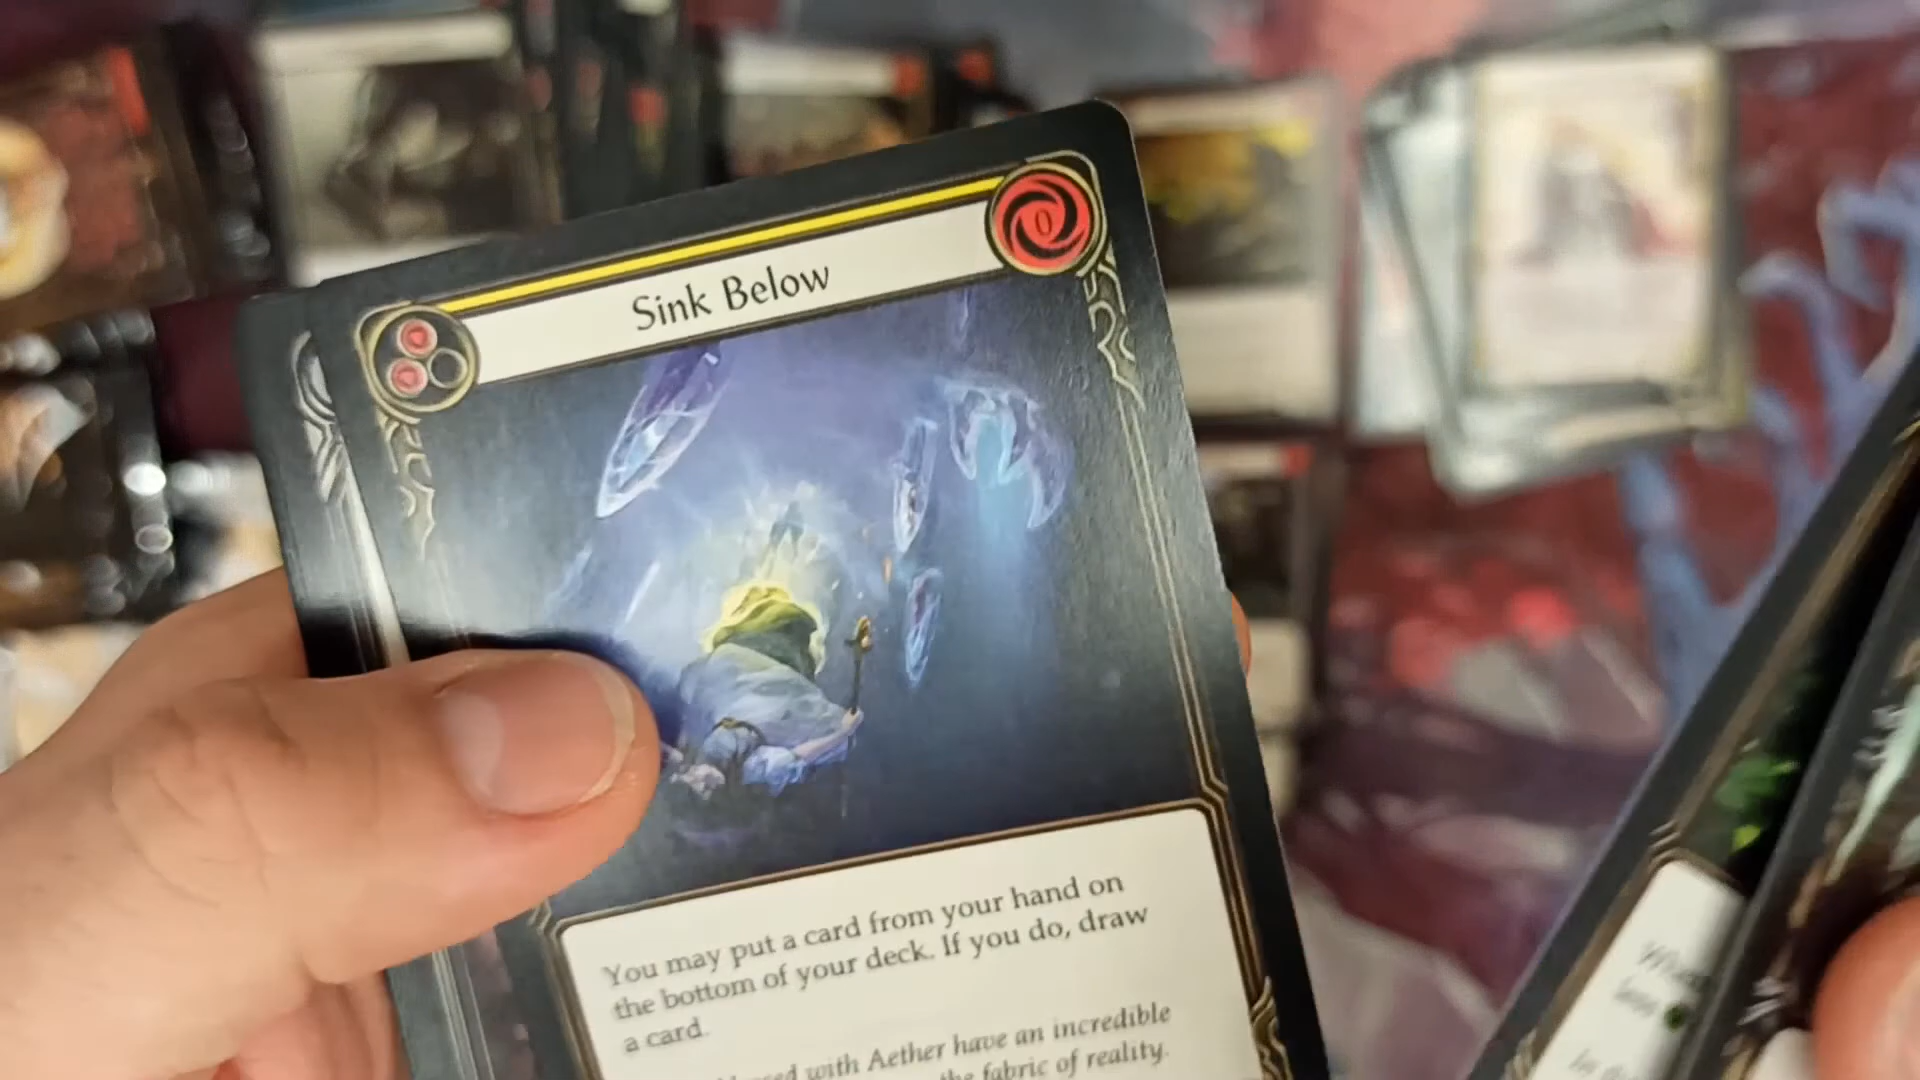 Sink Below
0
You may put a card from your hand on
the bottom of your deck. If you do, draw
a card.
with Aether have an incredible
the fabric of reality.